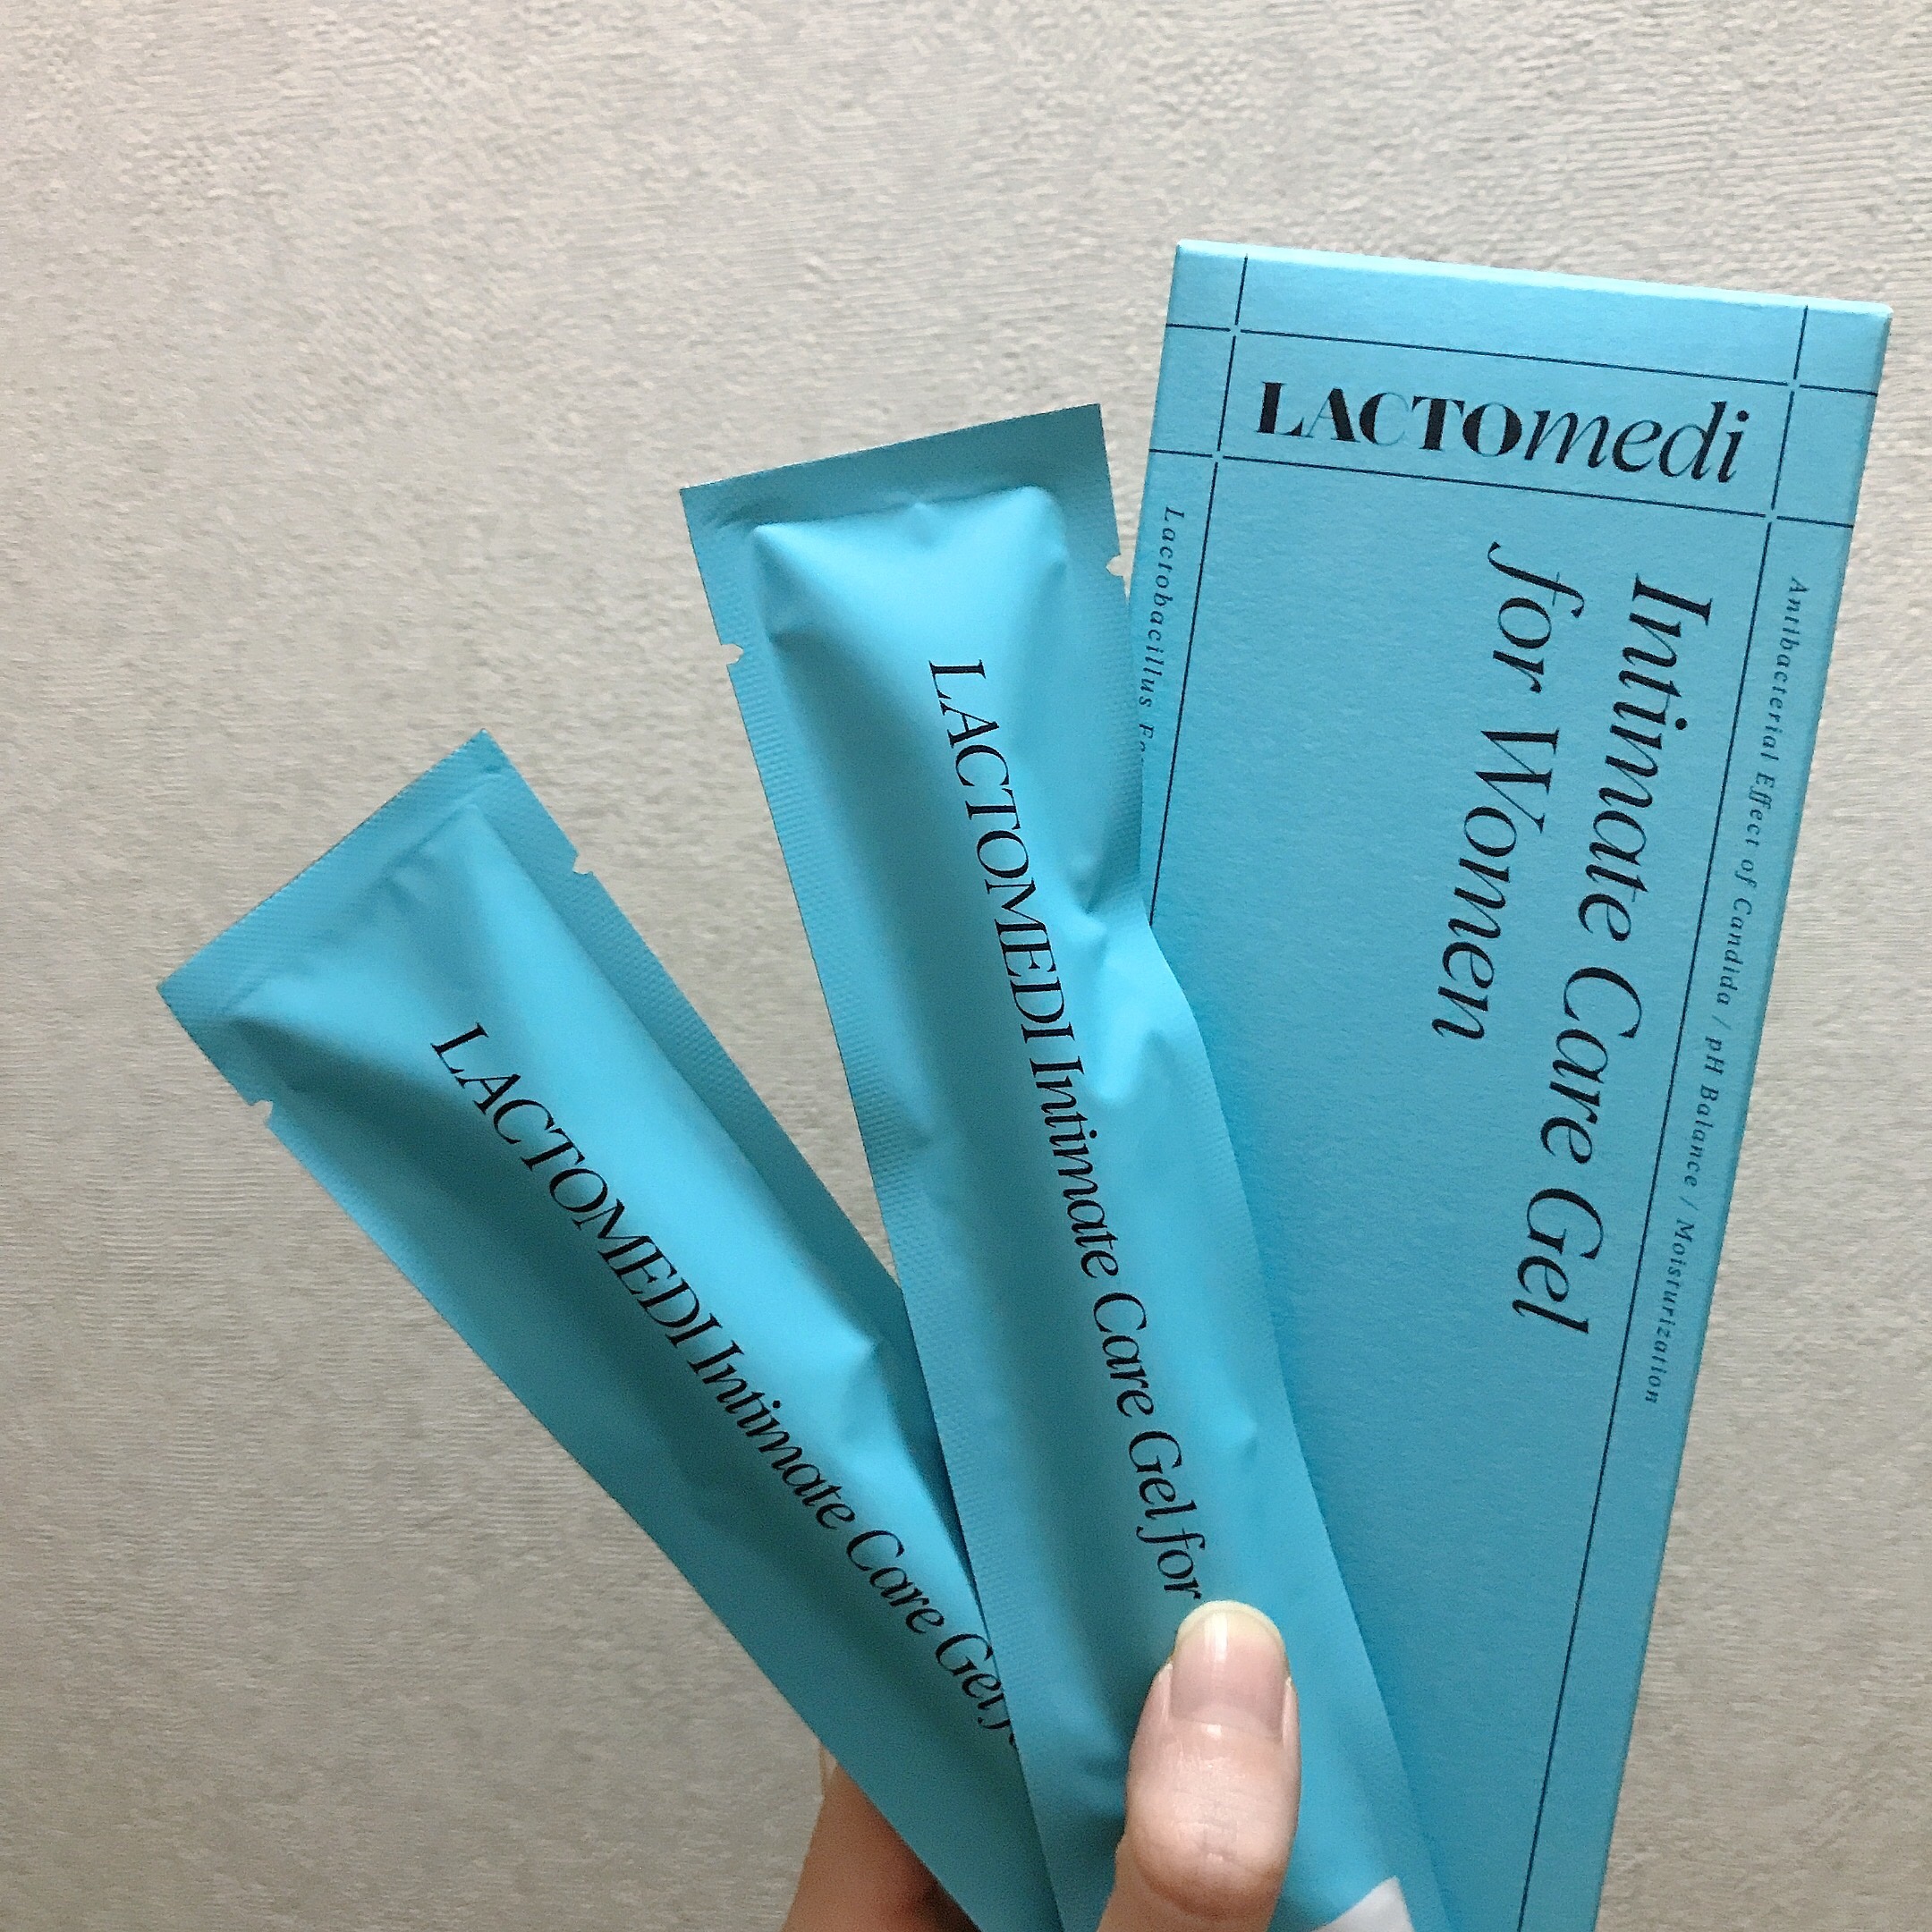 LACTOmedi
Intimate Care Gel
for Women
Antibacterial Effect of Candida / pH Balance / Moisturization
Lactobacillus
LACTOMEDI Intimate Care Gel for
LACTOMEDI Intimate Care Gel